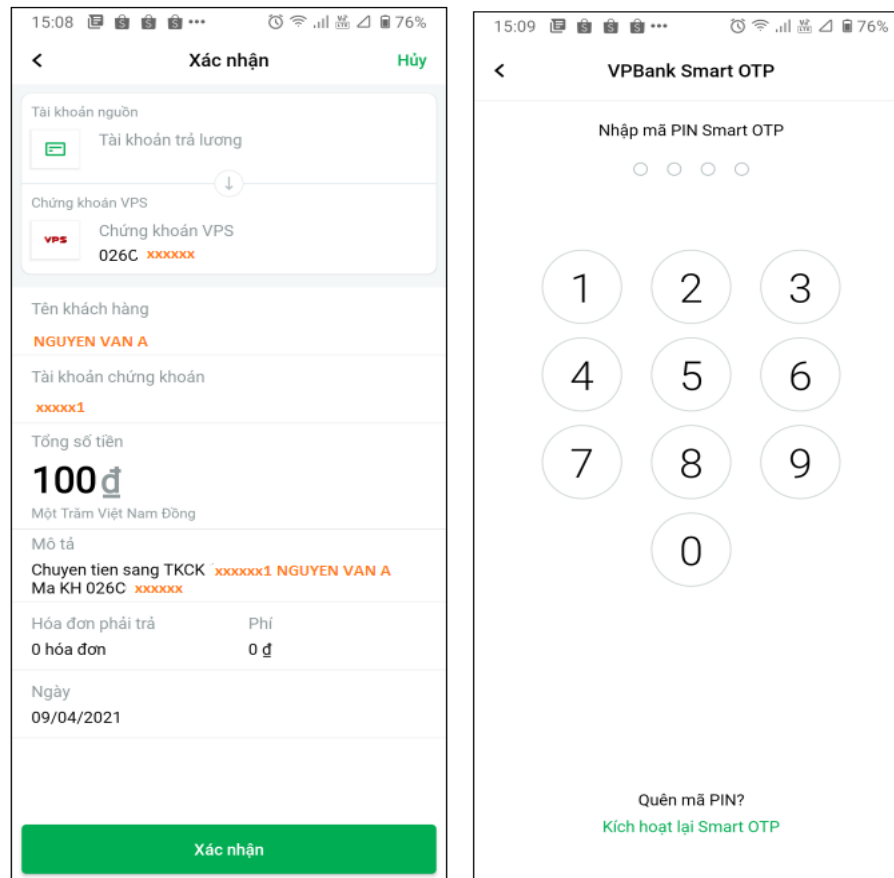 15:08
76%
Xác nhận
Hủy
Tài khoản nguồn
Tài khoản trả lương
Chứng khoán VPS
VPS
Chứng khoán VPS
026C xxxxxx
Tên khách hàng
NGUYEN VAN A
Tài khoản chứng khoán
xxxxx1
Tổng số tiền
100 đ
Một Trăm Việt Nam Đồng
Mô tả
Chuyen tien sang TKCK xxxxxx1 NGUYEN VAN A
Ma KH 026C xxxxxx
Hóa đơn phải trả Phí
0 hóa đơn 0 đ
Ngày
09/04/2021
Xác nhận
15:09
76%
VPBank Smart OTP
Nhập mã PIN Smart OTP
1 2 3
4 5 6
7 8 9
0
Quên mã PIN?
Kích hoạt lại Smart OTP